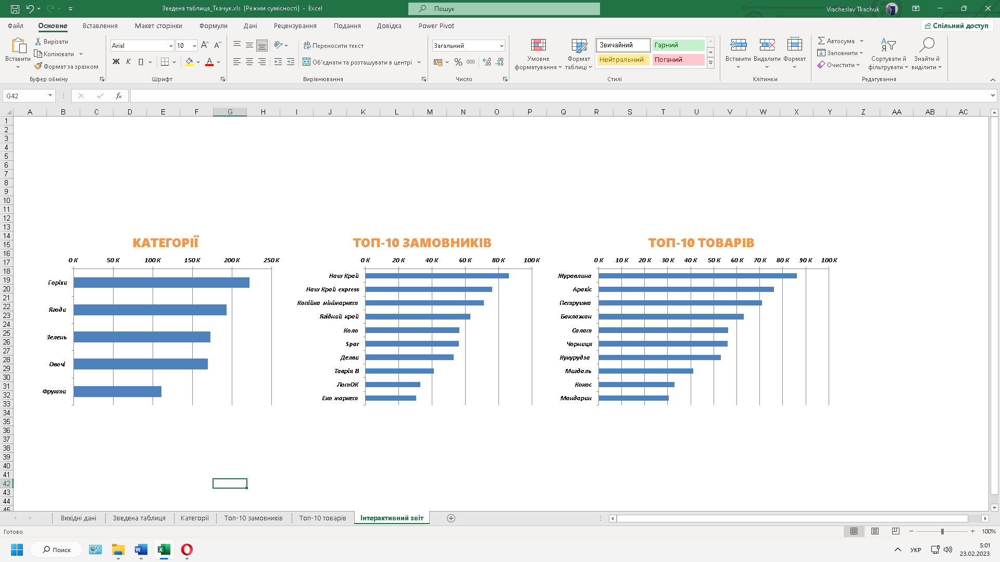 Зведена таблиця_Ткачук.xls [Режим сумісності] - Excel
Пошук
Viacheslav Tkachuk
Файл Основне Вставлення Макет сторінки Формули Дані Рецензування Подання Довідка Power Pivot
Спільний доступ
Вставити
Вирізати
Копіювати
Формат за зразком
Буфер обміну
Arial 10
Ж К П
Шрифт
Переносити текст
Об'єднати та розташувати в центрі
Вирівнювання
Загальний
% 000
Число
Умовне форматування
Формат таблиці
Звичайний Гарний
Нейтральний Поганий
Стилі
Вставити Видалити Формат
Клітинки
Автосума
Заповнити
Очистити
Сортувати й фільтрувати
Знайти й виділити
Редагування
G42
fx
A B C D E F G H I J K L M N O P Q R S T U V W X Y Z AA AB AC
1
2
3
4
5
6
7
8
9
10
11
12
13
14
15
16
17
18
19
20
21
22
23
24
25
26
27
28
29
30
31
32
33
34
35
36
37
38
39
40
41
42
43
44
45
КАТЕГОРІЇ
0 K 50 K 100 K 150 K 200 K 250 K
Горіхи
Ягоди
Зелень
Овочі
Фрукти
ТОП-10 ЗАМОВНИКІВ
0 K 20 K 40 K 60 K 80 K 100 K
Наш Край
Наш Край express
Копійка мінімаркет
Ягідний край
Коло
Spar
Делви
Таврія В
ЛотОК
Еко маркет
ТОП-10 ТОВАРІВ
0 K 10 K 20 K 30 K 40 K 50 K 60 K 70 K 80 K 90 K 100 K
Журавлина
Арахіс
Петрушка
Баклажан
Салат
Чорниця
Кукурудза
Мигдаль
Кокос
Мандарин
Вихідні дані Зведена таблиця Категорії Топ-10 замовників Топ-10 товарів Інтерактивний звіт
Готово
100%
Поиск
УКР
5:01
23.02.2023